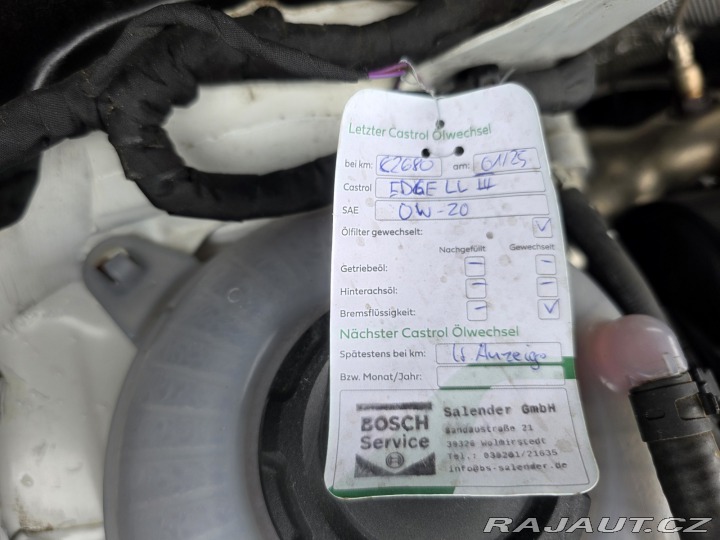 Letzter Castrol Ölwechsel
bei km: 62680 am: 01/25
Castrol EDGE LL III
SAE 0W-20
Ölfilter gewechselt: ✓
Nachgefüllt Gewechselt
Getriebeöl: – –
Hinterachsöl: – –
Bremsflüssigkeit: – ✓
Nächster Castrol Ölwechsel
Spätestens bei km: lt. Anzeige
Bzw. Monat/Jahr:
BOSCH
Service
Salender GmbH
Sandaustraße 21
39326 Wolmirstedt
Tel.: 039201/21635
info@bs-salender.de
RAJAUT.CZ